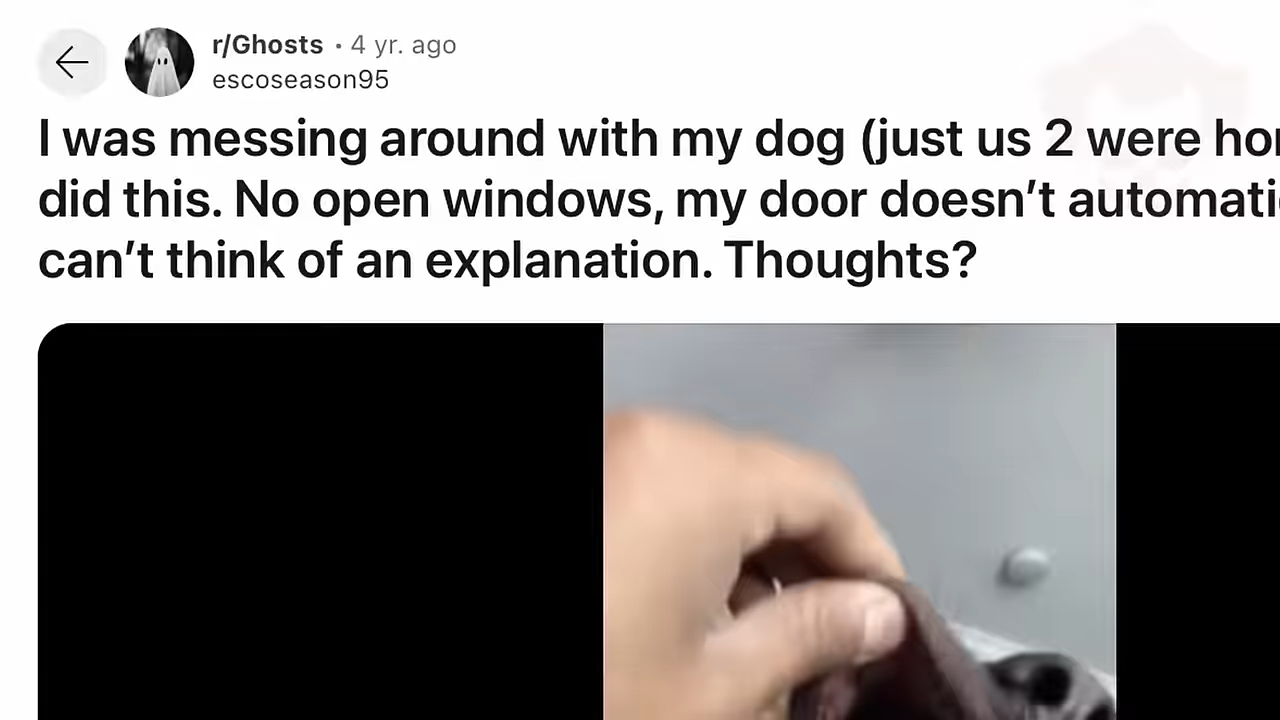 r/Ghosts • 4 yr. ago
escoseason95
I was messing around with my dog (just us 2 were
did this. No open windows, my door doesn’t
can’t think of an explanation. Thoughts?